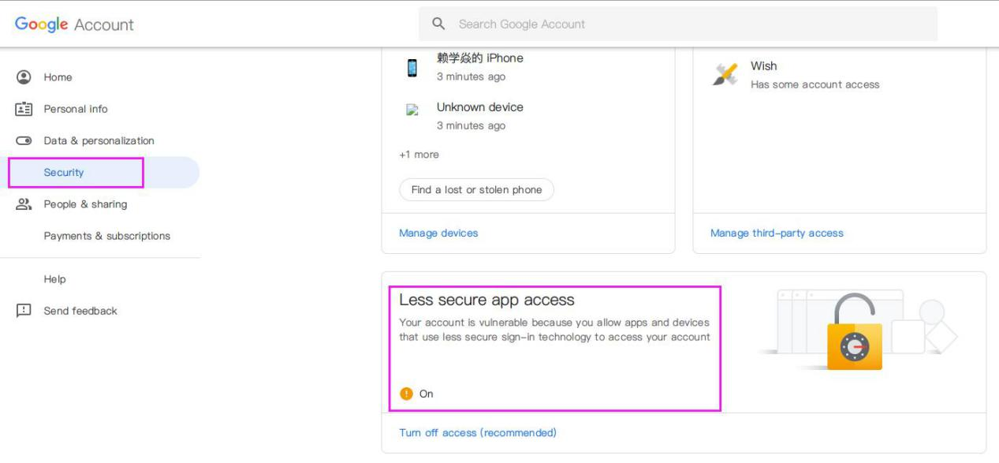 Google Account
Search Google Account
Home
Personal info
Data & personalization
Security
People & sharing
Payments & subscriptions
Help
Send feedback
赖学焱的 iPhone
3 minutes ago
Unknown device
3 minutes ago
+1 more
Find a lost or stolen phone
Manage devices
Wish
Has some account access
Manage third-party access
Less secure app access
Your account is vulnerable because you allow apps and devices
that use less secure sign-in technology to access your account
On
Turn off access (recommended)